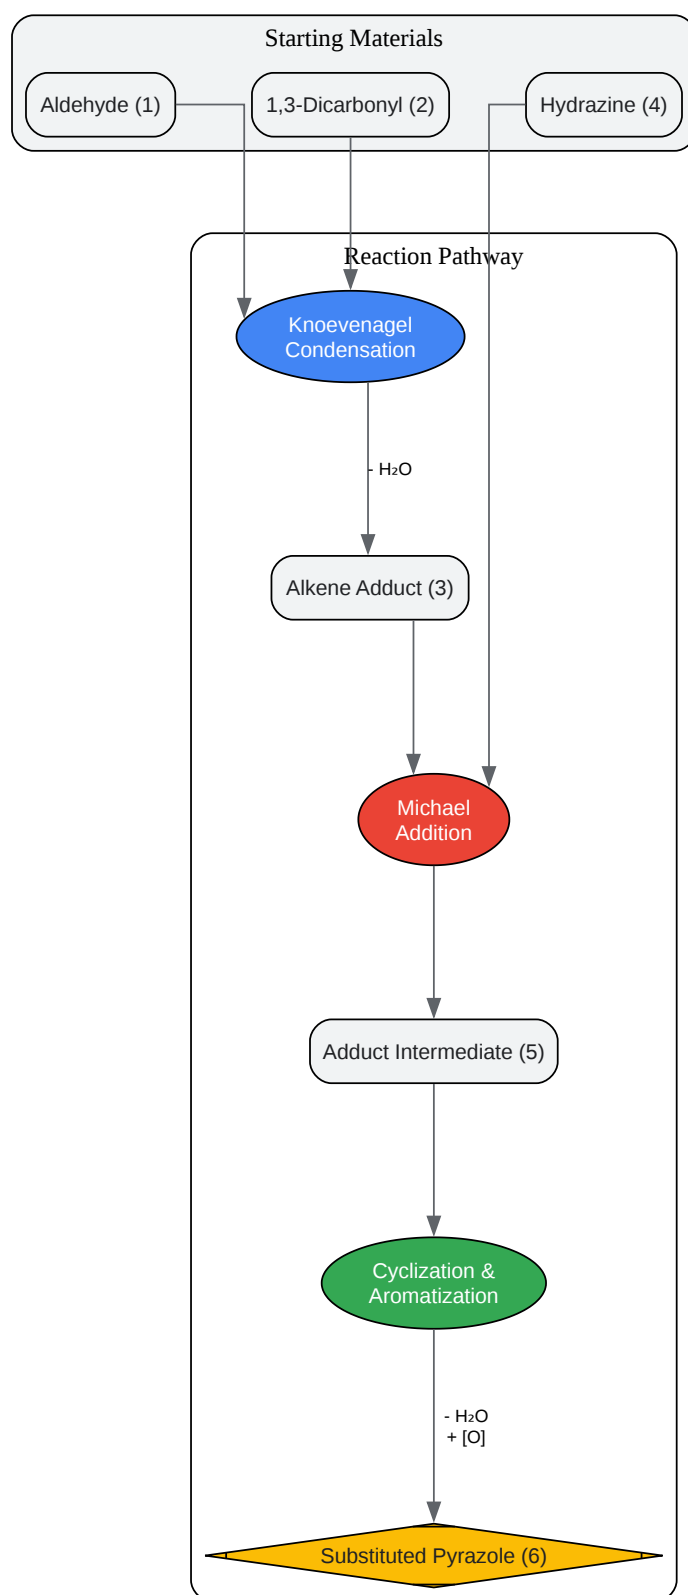 Starting Materials
Aldehyde (1)
1,3-Dicarbonyl (2)
Hydrazine (4)
Reaction Pathway
Knoevenagel
Condensation
- H₂O
Alkene Adduct (3)
Michael
Addition
Adduct Intermediate (5)
Cyclization &
Aromatization
- H₂O
+ [O]
Substituted Pyrazole (6)